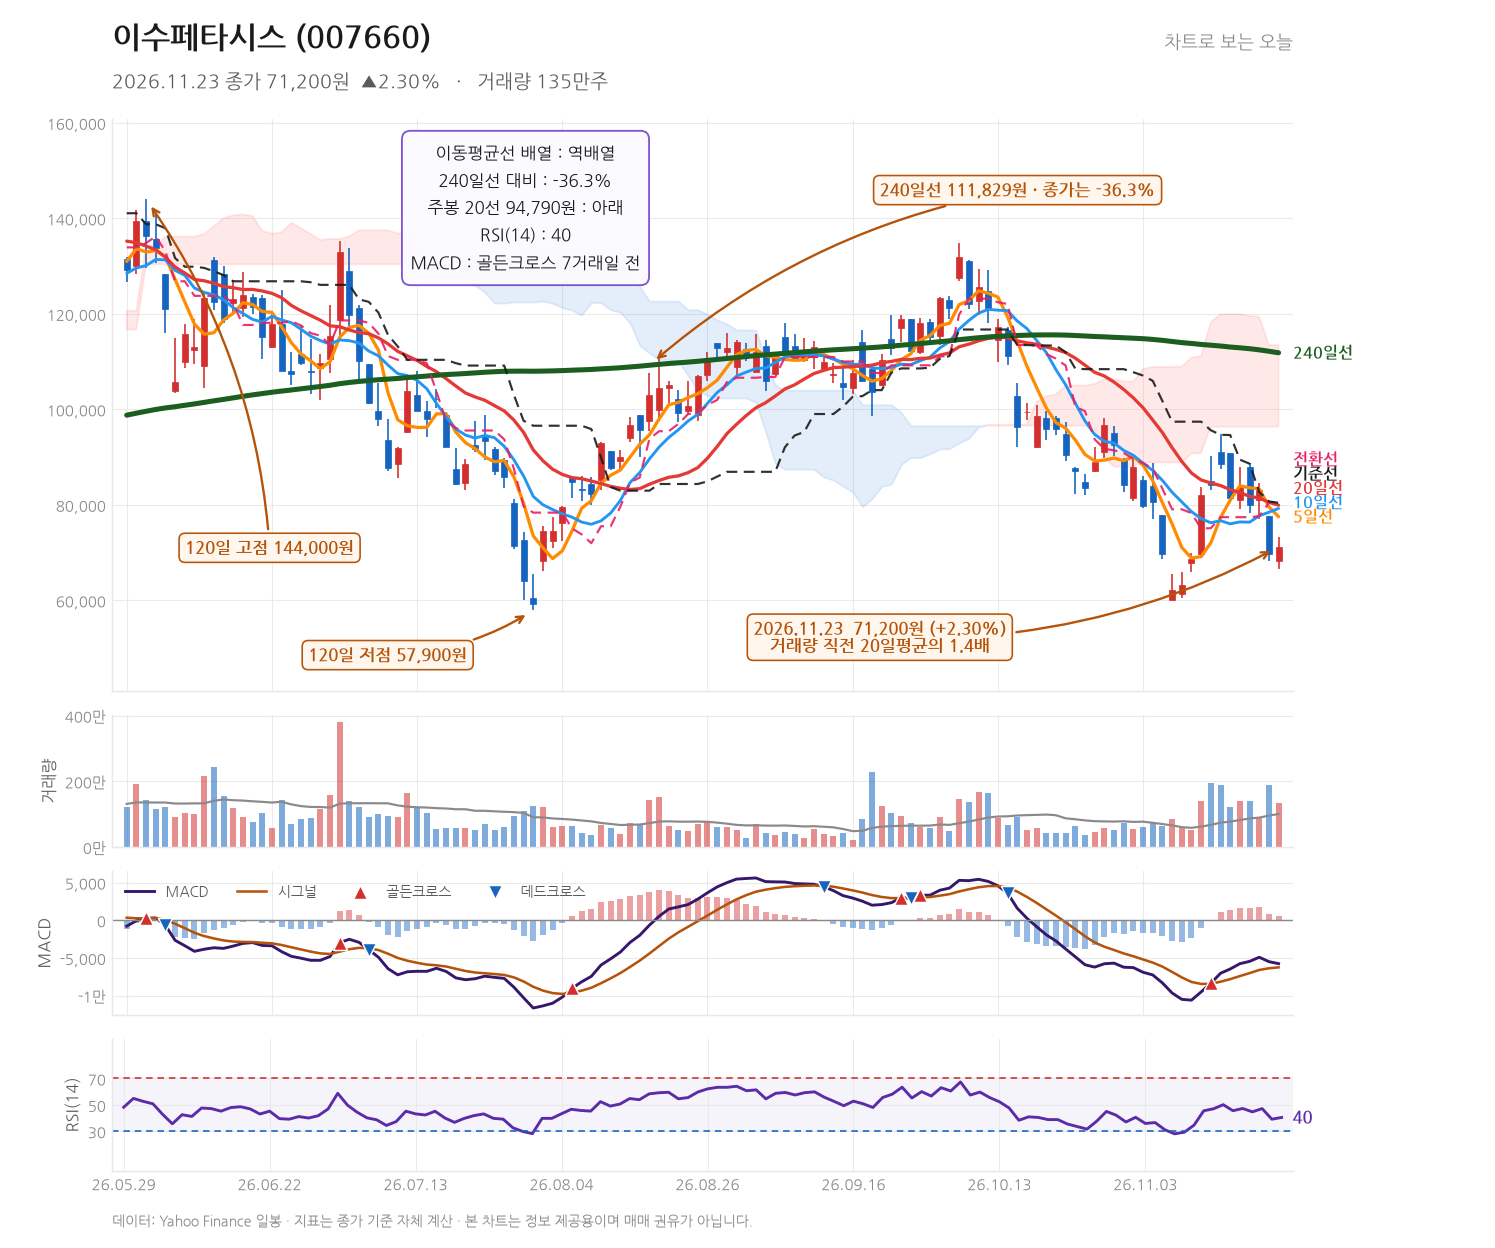 이수페타시스 (007660)
차트로 보는 오늘
2026.11.23 종가 71,200원 ▲2.30% · 거래량 135만주
160,000
140,000
120,000
100,000
80,000
60,000
이동평균선 배열 : 역배열
240일선 대비 : -36.3%
주봉 20선 94,790원 : 아래
RSI(14) : 40
MACD : 골든크로스 7거래일 전
240일선 111,829원 · 종가는 -36.3%
120일 고점 144,000원
120일 저점 57,900원
2026.11.23 71,200원 (+2.30%)
거래량 직전 20일평균의 1.4배
240일선
전환선
기준선
20일선
10일선
5일선
거래량
400만
200만
0만
MACD
5,000
0
-5,000
-1만
MACD
시그널
골든크로스
데드크로스
RSI(14)
70
50
30
40
26.05.29
26.06.22
26.07.13
26.08.04
26.08.26
26.09.16
26.10.13
26.11.03
데이터: Yahoo Finance 일봉 · 지표는 종가 기준 자체 계산 · 본 차트는 정보 제공용이며 매매 권유가 아닙니다.